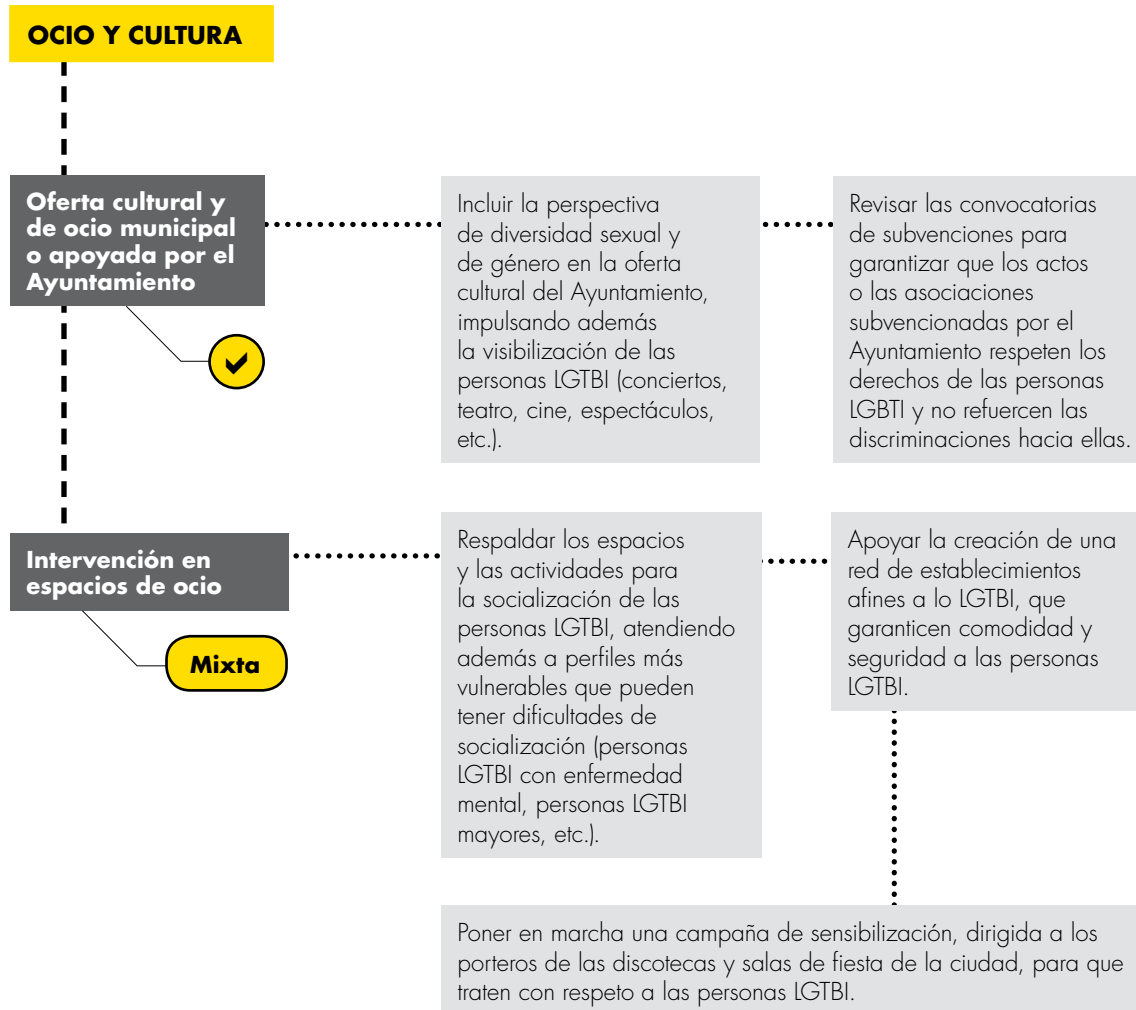 OCIO Y CULTURA
Oferta cultural y
de ocio municipal
o apoyada por el
Ayuntamiento
Incluir la perspectiva
de diversidad sexual y
de género en la oferta
cultural del Ayuntamiento,
impulsando además
la visibilización de las
personas LGTBI (conciertos,
teatro, cine, espectáculos,
etc.).
Revisar las convocatorias
de subvenciones para
garantizar que los actos
o las asociaciones
subvencionadas por el
Ayuntamiento respeten los
derechos de las personas
LGBTI y no refuercen las
discriminaciones hacia ellas.
Intervención en
espacios de ocio
Mixta
Respaldar los espacios
y las actividades para
la socialización de las
personas LGTBI, atendiendo
además a perfiles más
vulnerables que pueden
tener dificultades de
socialización (personas
LGTBI con enfermedad
mental, personas LGTBI
mayores, etc.).
Apoyar la creación de una
red de establecimientos
afines a lo LGTBI, que
garanticen comodidad y
seguridad a las personas
LGTBI.
Poner en marcha una campaña de sensibilización, dirigida a los
porteros de las discotecas y salas de fiesta de la ciudad, para que
traten con respeto a las personas LGTBI.